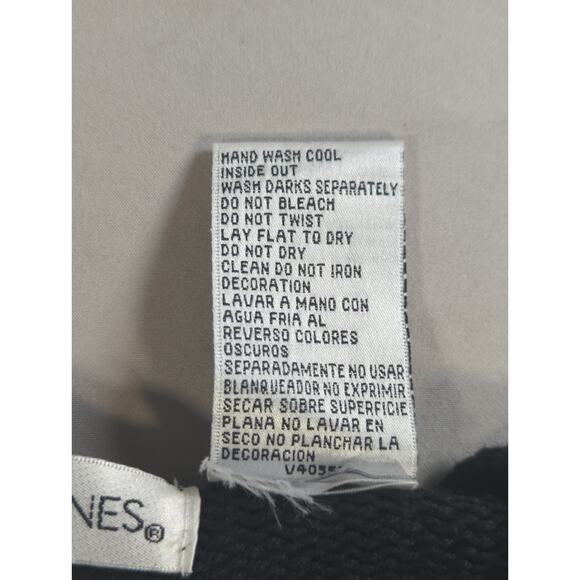 HAND WASH COOL
INSIDE OUT
WASH DARKS SEPARATELY
DO NOT BLEACH
DO NOT TWIST
LAY FLAT TO DRY
DO NOT DRY
CLEAN DO NOT IRON
DECORATION
LAVAR A MANO CON
AGUA FRIA AL
REVERSO COLORES
OSCUROS
SEPARADAMENTE NO USAR
BLANQUEADOR NO EXPRIMIR
SECAR SOBRE SUPERFICIE
PLANA NO LAVAR EN
SECO NO PLANCHAR LA
DECORACION
NES®